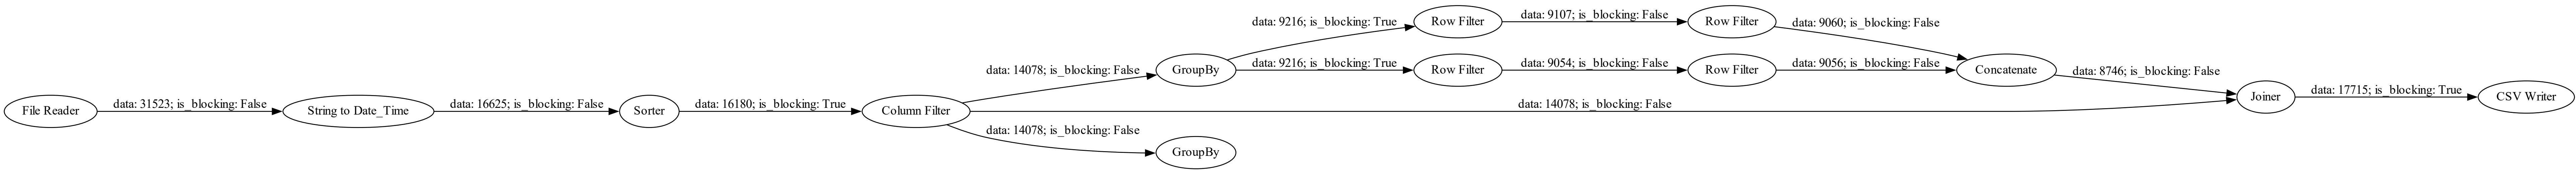 File Reader
data: 31523; is_blocking: False
String to Date_Time
data: 16625; is_blocking: False
Sorter
data: 16180; is_blocking: True
Column Filter
data: 14078; is_blocking: False
GroupBy
data: 9216; is_blocking: True
Row Filter
data: 9107; is_blocking: False
Row Filter
data: 9060; is_blocking: False
data: 9216; is_blocking: True
Row Filter
data: 9054; is_blocking: False
Row Filter
data: 9056; is_blocking: False
Concatenate
data: 8746; is_blocking: False
data: 14078; is_blocking: False
Joiner
data: 17715; is_blocking: True
CSV Writer
data: 14078; is_blocking: False
GroupBy